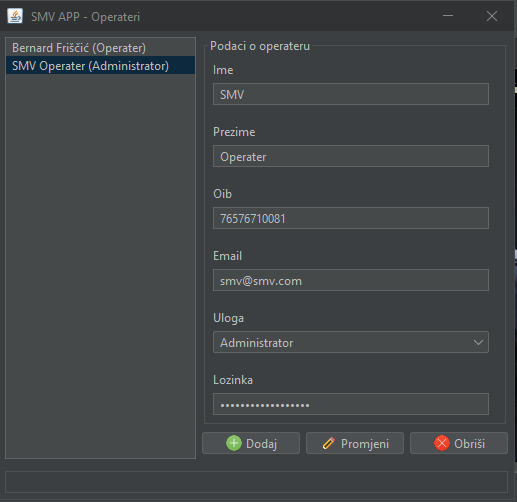 SMV APP - Operateri
Bernard Friščić (Operater)
SMV Operater (Administrator)
Podaci o operateru
Ime
SMV
Prezime
Operater
Oib
76576710081
Email
smv@smv.com
Uloga
Administrator
Lozinka
••••••••••••••••••
Dodaj
Promjeni
Obriši